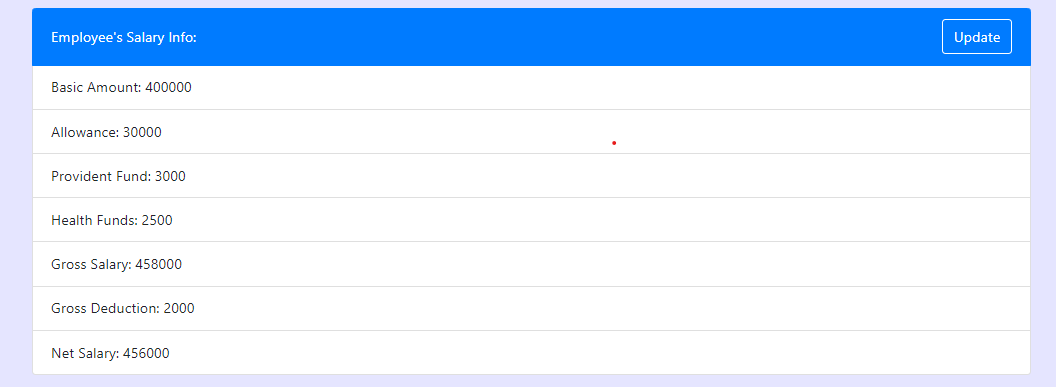 Employee's Salary Info:
Update
Basic Amount: 400000
Allowance: 30000
Provident Fund: 3000
Health Funds: 2500
Gross Salary: 458000
Gross Deduction: 2000
Net Salary: 456000